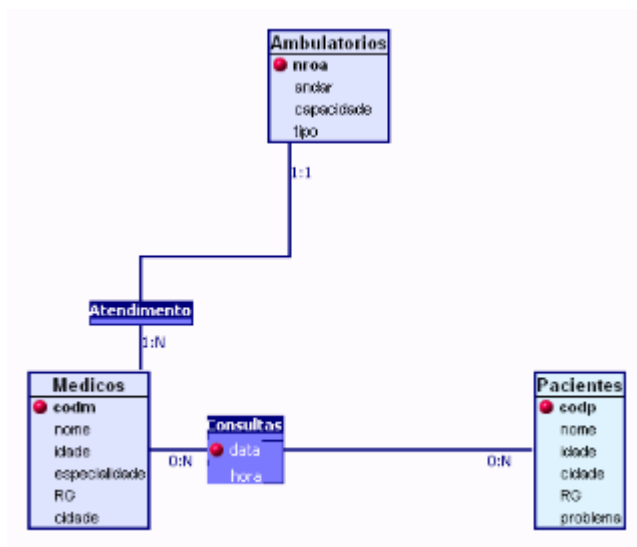 Ambulatorios
nroa
andar
capacidade
tipo
1:1
Atendimento
1:N
Medicos
codm
nome
idade
especialidade
RG
cidade
0:N
Consultas
data
hora
0:N
Pacientes
codp
nome
idade
cidade
RG
problema